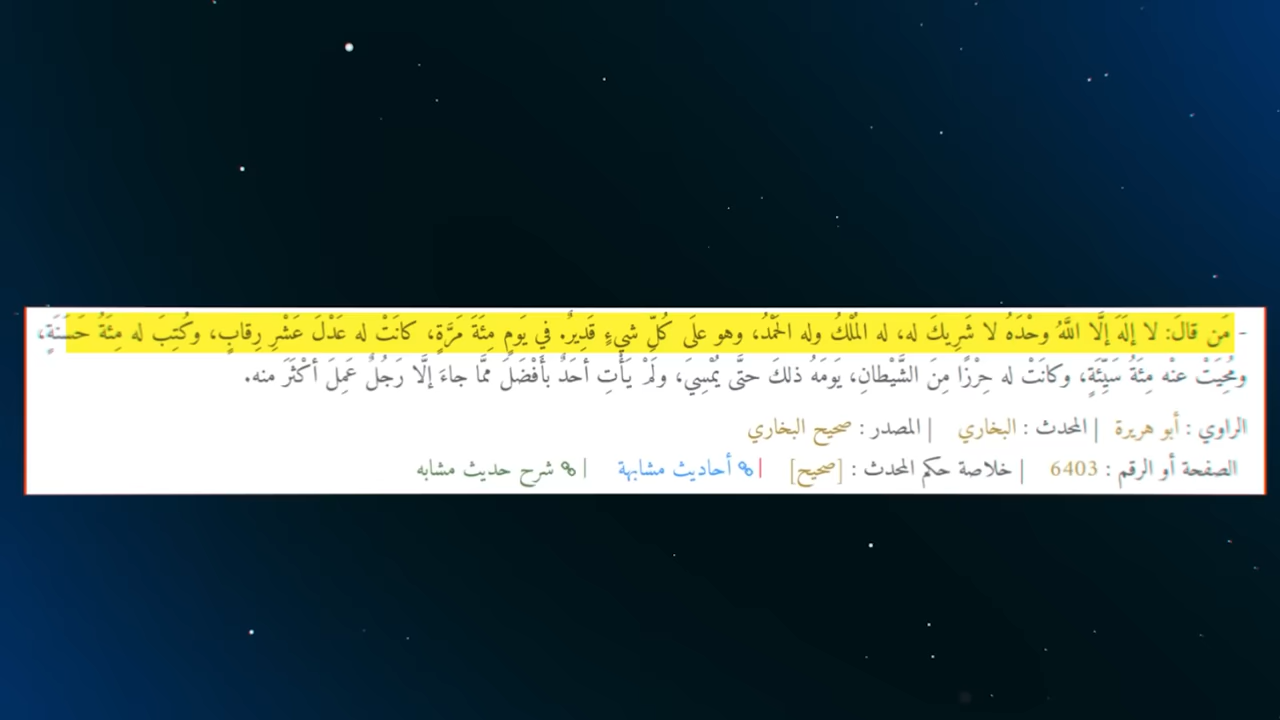 - مَن قالَ: لا إلَهَ إلَّا اللَّهُ وحْدَهُ لا شَرِيكَ له، له المُلْكُ وله الحَمْدُ، وهو علَى كُلِّ شيءٍ قَدِيرٌ. في يَومٍ مِئَةَ مَرَّةٍ، كانَتْ له عَدْلَ عَشْرِ رِقابٍ، وكُتِبَ له مِئَةُ حَسَنَةٍ،
ومُحِيَتْ عنْه مِئَةُ سَيِّئَةٍ، وكانَتْ له حِرْزًا مِنَ الشَّيْطانِ، يَومَهُ ذلكَ حتَّى يُمْسِيَ، ولَمْ يَأْتِ أحَدٌ بأَفْضَلَ ممَّا جاءَ إلَّا رَجُلٌ عَمِلَ أكْثَرَ منه.
الراوي : أبو هريرة | المحدث : البخاري | المصدر : صحيح البخاري
الصفحة أو الرقم : 6403 | خلاصة حكم المحدث : [صحيح] | أحاديث مشابهة | شرح حديث مشابه